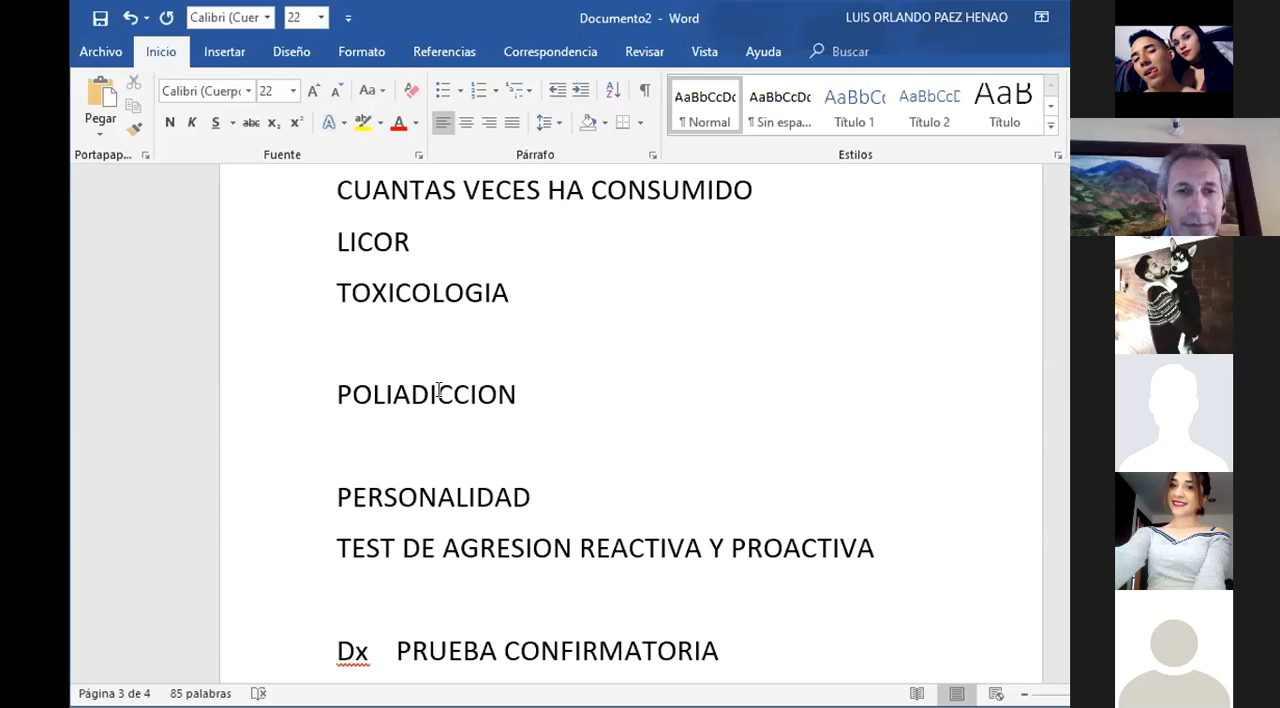 Calibri (Cuer 22 Documento2 - Word LUIS ORLANDO PAEZ HENAO
Archivo Inicio Insertar Diseño Formato Referencias Correspondencia Revisar Vista Ayuda Buscar
Pegar
Calibri (Cuerp 22
N K S abc x₂ x² A ab A
Aa
AaBbCcDc AaBbCcDc AaBbCc AaBbCcD AaB
¶ Normal ¶ Sin espa... Título 1 Título 2 Título
Portapap... Fuente Párrafo Estilos
CUANTAS VECES HA CONSUMIDO
LICOR
TOXICOLOGIA
POLIADICCION
PERSONALIDAD
TEST DE AGRESION REACTIVA Y PROACTIVA
Dx PRUEBA CONFIRMATORIA
Página 3 de 4 85 palabras